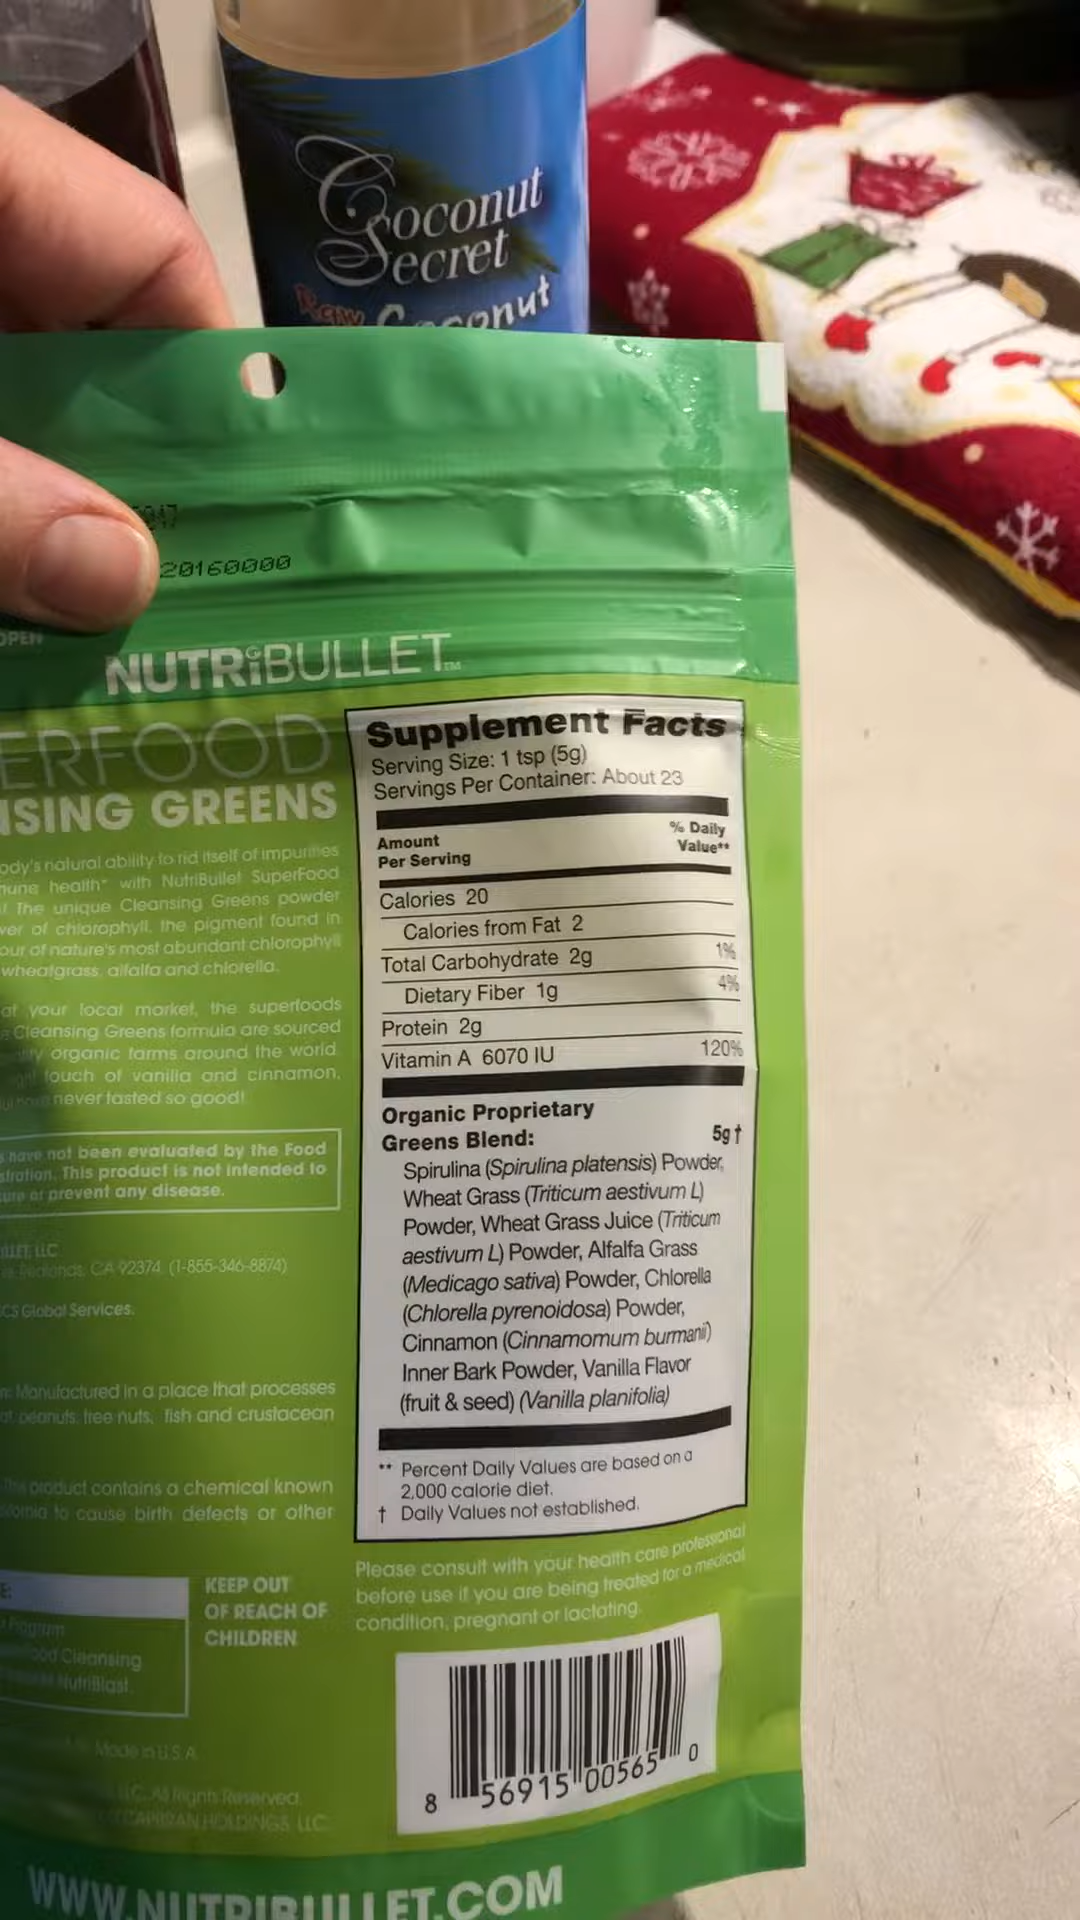 Coconut
Secret
Raw Coconut
20160000
OPEN
NUTRiBULLET™
ERFOOD
NSING GREENS
ody's natural ability to rid itself of impurities
mune health* with NutriBullet SuperFood
The unique Cleansing Greens powder
ver of chlorophyll, the pigment found in
our of nature's most abundant chlorophyll
wheatgrass, alfalfa and chlorella.
at your local market, the superfoods
Cleansing Greens formula are sourced
organic farms around the world.
touch of vanilla and cinnamon,
never tasted so good!
have not been evaluated by the Food
stration. This product is not intended to
cure or prevent any disease.
LLET, LLC
Redlands, CA 92374 (1-855-346-8874)
CS Global Services.
Manufactured in a place that processes
peanuts, tree nuts, fish and crustacean
This product contains a chemical known
to cause birth defects or other
E:
Program
ood Cleansing
NutriBlast.
KEEP OUT
OF REACH OF
CHILDREN
Made in U.S.A.
LLC. All Rights Reserved.
CAPBRAN HOLDINGS, LLC
Supplement Facts
Serving Size: 1 tsp (5g)
Servings Per Container: About 23
Amount
Per Serving
% Daily
Value**
Calories 20
Calories from Fat 2
Total Carbohydrate 2g 1%
Dietary Fiber 1g 4%
Protein 2g
Vitamin A 6070 IU 120%
Organic Proprietary
Greens Blend: 5g †
Spirulina (Spirulina platensis) Powder,
Wheat Grass (Triticum aestivum L)
Powder, Wheat Grass Juice (Triticum
aestivum L) Powder, Alfalfa Grass
(Medicago sativa) Powder, Chlorella
(Chlorella pyrenoidosa) Powder,
Cinnamon (Cinnamomum burmanii)
Inner Bark Powder, Vanilla Flavor
(fruit & seed) (Vanilla planifolia)
** Percent Daily Values are based on a
2,000 calorie diet.
† Daily Values not established.
Please consult with your health care professional
before use if you are being treated for a medical
condition, pregnant or lactating.
8 56915 00565 0
WWW.NUTRIBULLET.COM